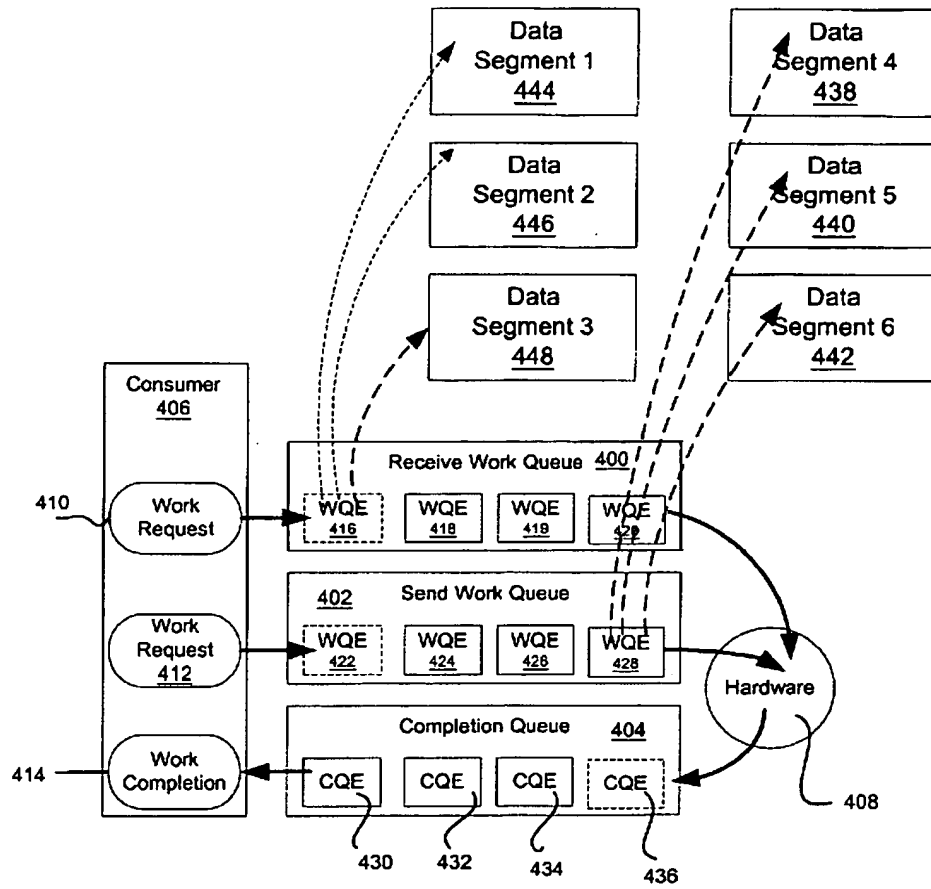 Data
Segment 1
444
Data
Segment 4
438
Data
Segment 2
446
Data
Segment 5
440
Data
Segment 3
448
Data
Segment 6
442
Consumer
406
Receive Work Queue 400
410
Work
Request
WQE
416
WQE
418
WQE
419
WQE
420
402 Send Work Queue
Work
Request
412
WQE
422
WQE
424
WQE
426
WQE
428
Hardware
Completion Queue 404
414
Work
Completion
CQE
CQE
CQE
CQE
408
430
432
434
436